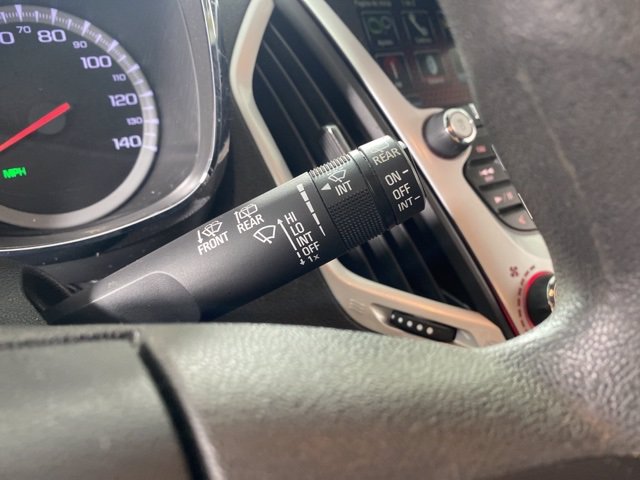 70
80
90
100
110
120
130
140
MPH
FRONT
REAR
HI
LO
INT
OFF
1x
INT
REAR
ON
OFF
INT